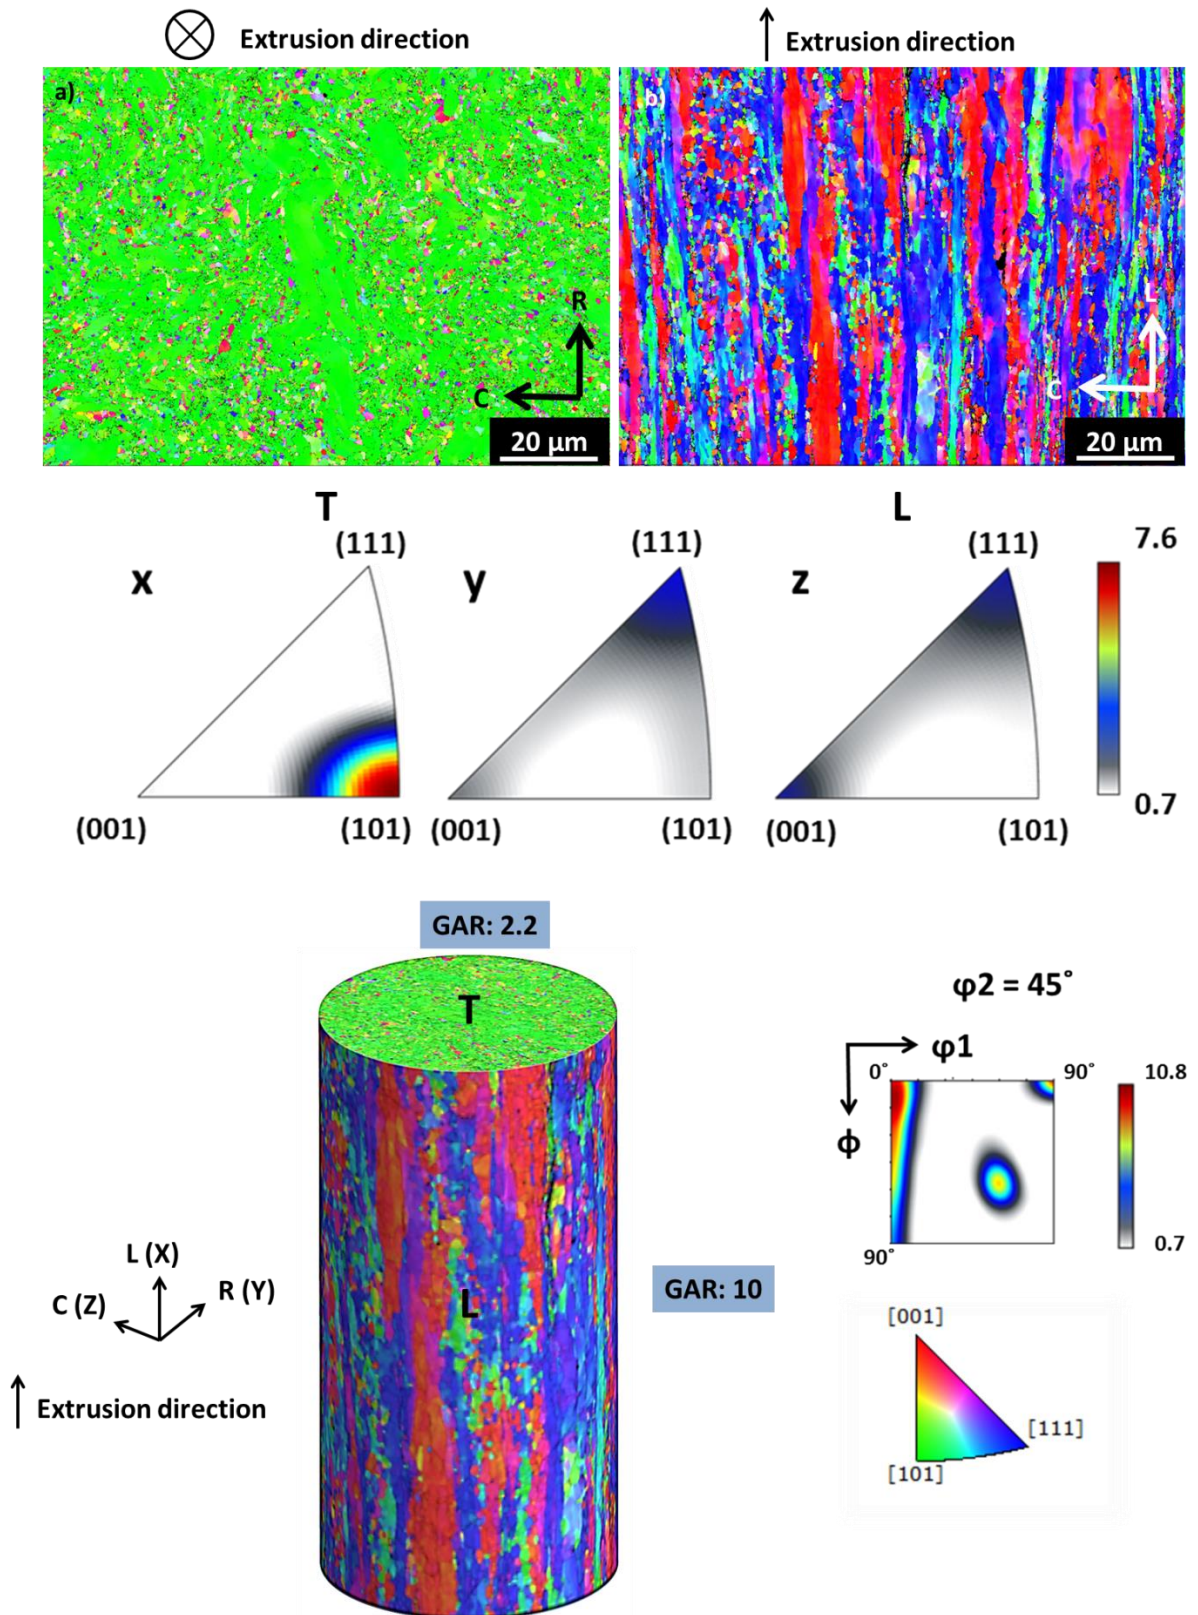 Extrusion direction
Extrusion direction
a)
b)
R
C
20 µm
L
C
20 µm
T
L
x
(111)
(001)
(101)
y
(111)
(001)
(101)
z
(111)
(001)
(101)
7.6
0.7
GAR: 2.2
T
L
GAR: 10
L (X)
C (Z)
R (Y)
Extrusion direction
φ2 = 45˚
φ1
0˚
90˚
ϕ
90˚
10.8
0.7
[001]
[111]
[101]